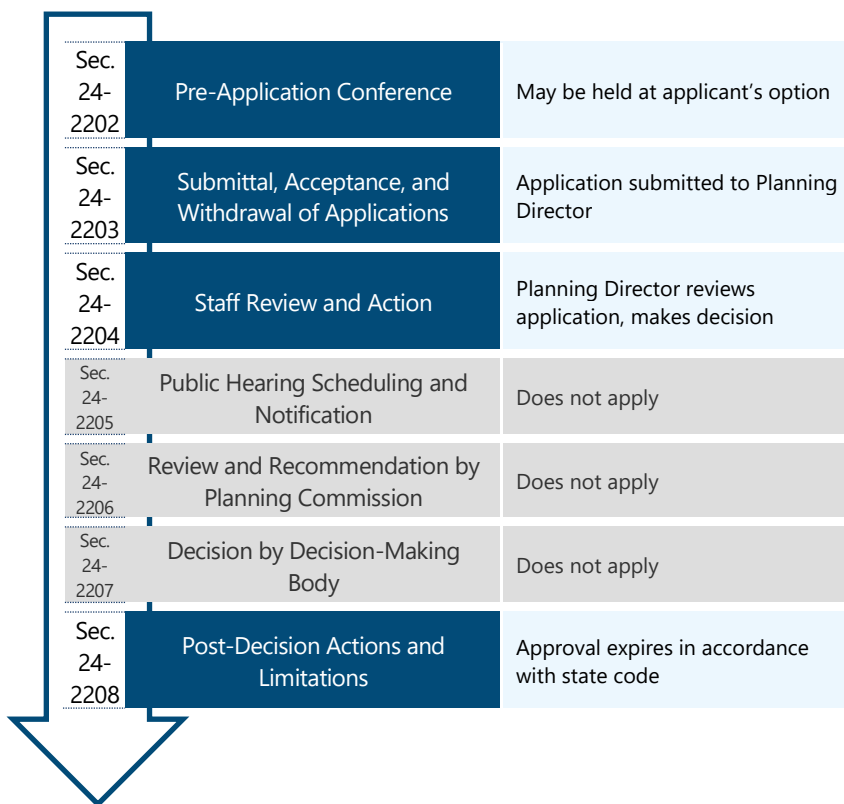 Sec.
24-
2202
Pre-Application Conference
May be held at applicant’s option
Sec.
24-
2203
Submittal, Acceptance, and
Withdrawal of Applications
Application submitted to Planning
Director
Sec.
24-
2204
Staff Review and Action
Planning Director reviews
application, makes decision
Sec.
24-
2205
Public Hearing Scheduling and
Notification
Does not apply
Sec.
24-
2206
Review and Recommendation by
Planning Commission
Does not apply
Sec.
24-
2207
Decision by Decision-Making
Body
Does not apply
Sec.
24-
2208
Post-Decision Actions and
Limitations
Approval expires in accordance
with state code